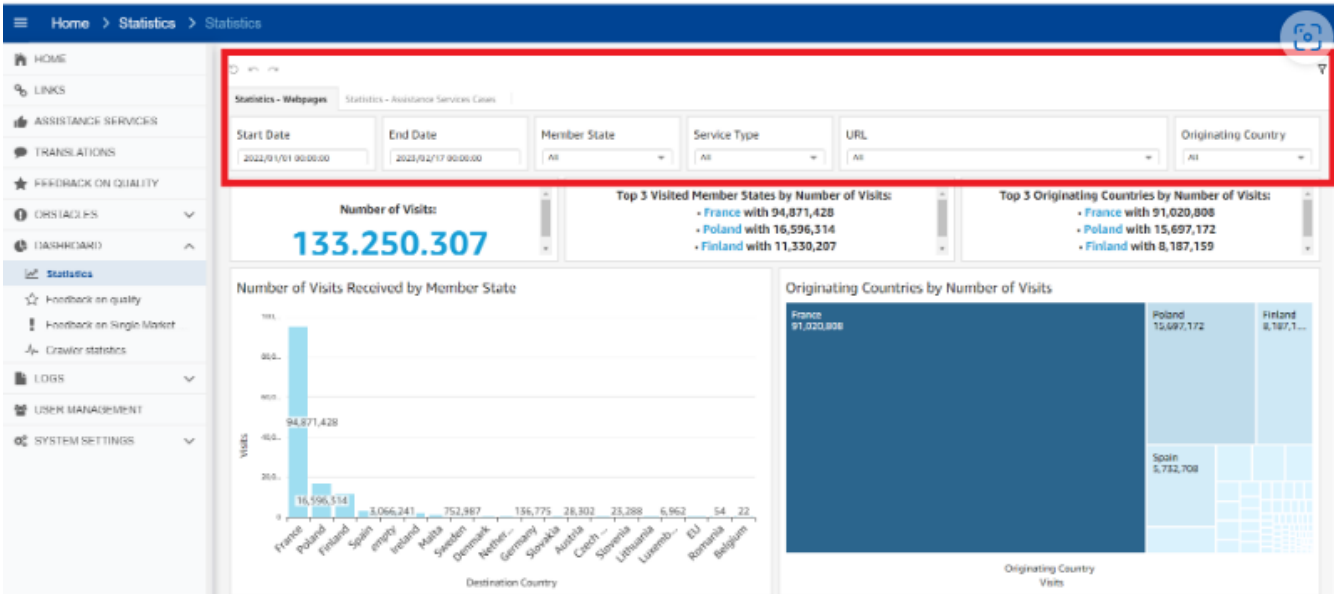 Home > Statistics > Statistics
HOME
LINKS
ASSISTANCE SERVICES
TRANSLATIONS
FEEDBACK ON QUALITY
OBSTACLES
DASHBOARD
Statistics
Feedback on quality
Feedback on Single Market
Crawler statistics
LOGS
USER MANAGEMENT
SYSTEM SETTINGS
Statistics - Webpages Statistics - Assistance Services Cases
Start Date End Date Member State Service Type URL Originating Country
2022/01/01 00:00:00 2023/02/17 00:00:00 All All All All
Number of Visits:
133.250.307
Top 3 Visited Member States by Number of Visits:
• France with 94,871,428
• Poland with 16,596,314
• Finland with 11,330,207
Top 3 Originating Countries by Number of Visits:
• France with 91,020,808
• Poland with 15,697,172
• Finland with 8,187,159
Number of Visits Received by Member State
Visits
94,871,428
16,596,314
3,066,241 752,987 136,775 28,302 23,288 6,962 54 22
0
France Poland Finland Spain empty Ireland Malta Sweden Denmark Nether... Germany Slovakia Austria Czech ... Slovenia Lithuania Luxemb... EU Romania Belgium
Destination Country
Originating Countries by Number of Visits
France
91,020,808
Poland
15,697,172
Finland
8,187,1...
Spain
5,732,708
Originating Country
Visits